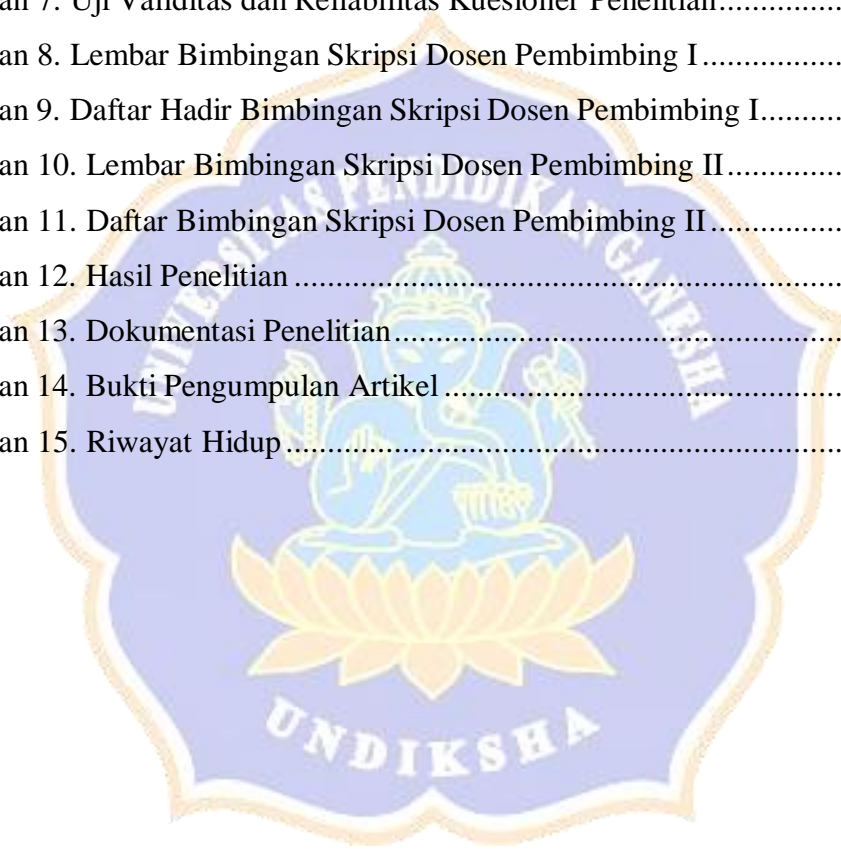 an 7. Uji Validitas dan Reliabilitas Kuesioner Penelitian................
an 8. Lembar Bimbingan Skripsi Dosen Pembimbing I.................
an 9. Daftar Hadir Bimbingan Skripsi Dosen Pembimbing I..........
an 10. Lembar Bimbingan Skripsi Dosen Pembimbing II..............
an 11. Daftar Bimbingan Skripsi Dosen Pembimbing II................
an 12. Hasil Penelitian....................................................................
an 13. Dokumentasi Penelitian.......................................................
an 14. Bukti Pengumpulan Artikel.................................................
an 15. Riwayat Hidup.....................................................................
UNIVERSITAS PENDIDIKAN GANESHA
UNDIKSHA